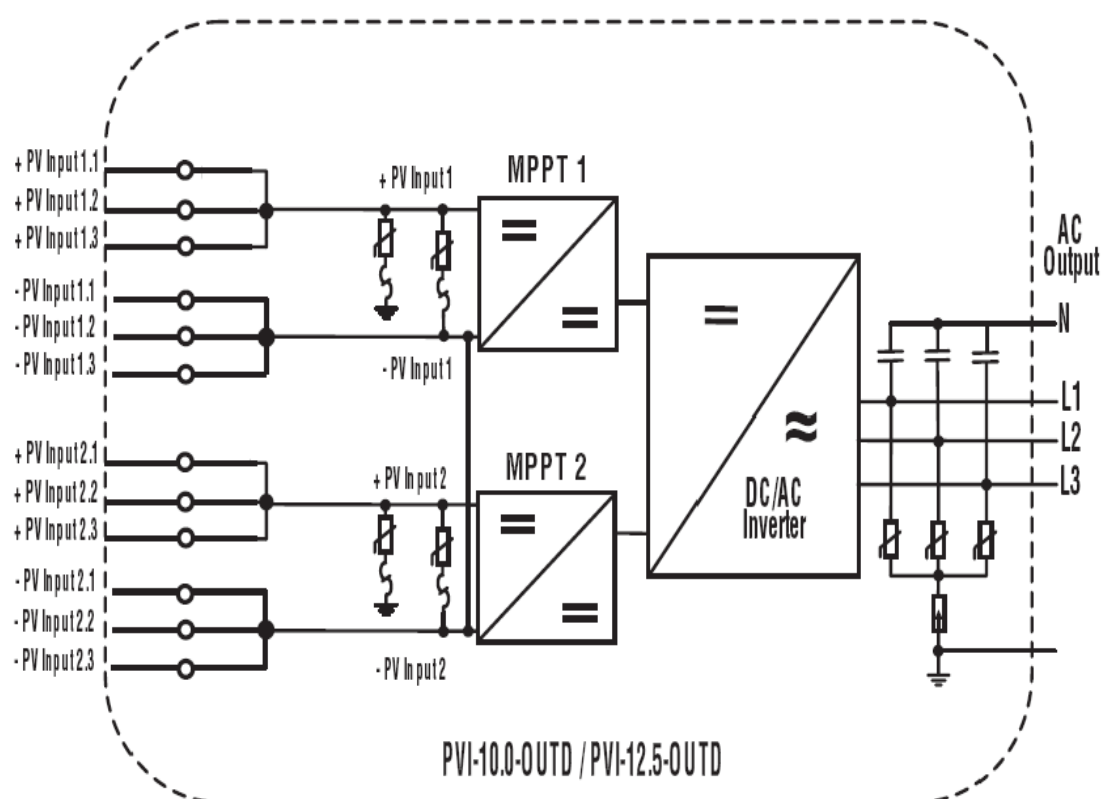 + PV Input 1.1
+ PV Input 1.2
+ PV Input 1.3
- PV Input 1.1
- PV Input 1.2
- PV Input 1.3
+ PV Input 2.1
+ PV Input 2.2
+ PV Input 2.3
- PV Input 2.1
- PV Input 2.2
- PV Input 2.3
+ PV Input 1
- PV Input 1
+ PV Input 2
- PV Input 2
MPPT 1
MPPT 2
DC/AC
Inverter
AC
Output
N
L1
L2
L3
PVI-10.0-OUTD / PVI-12.5-OUTD